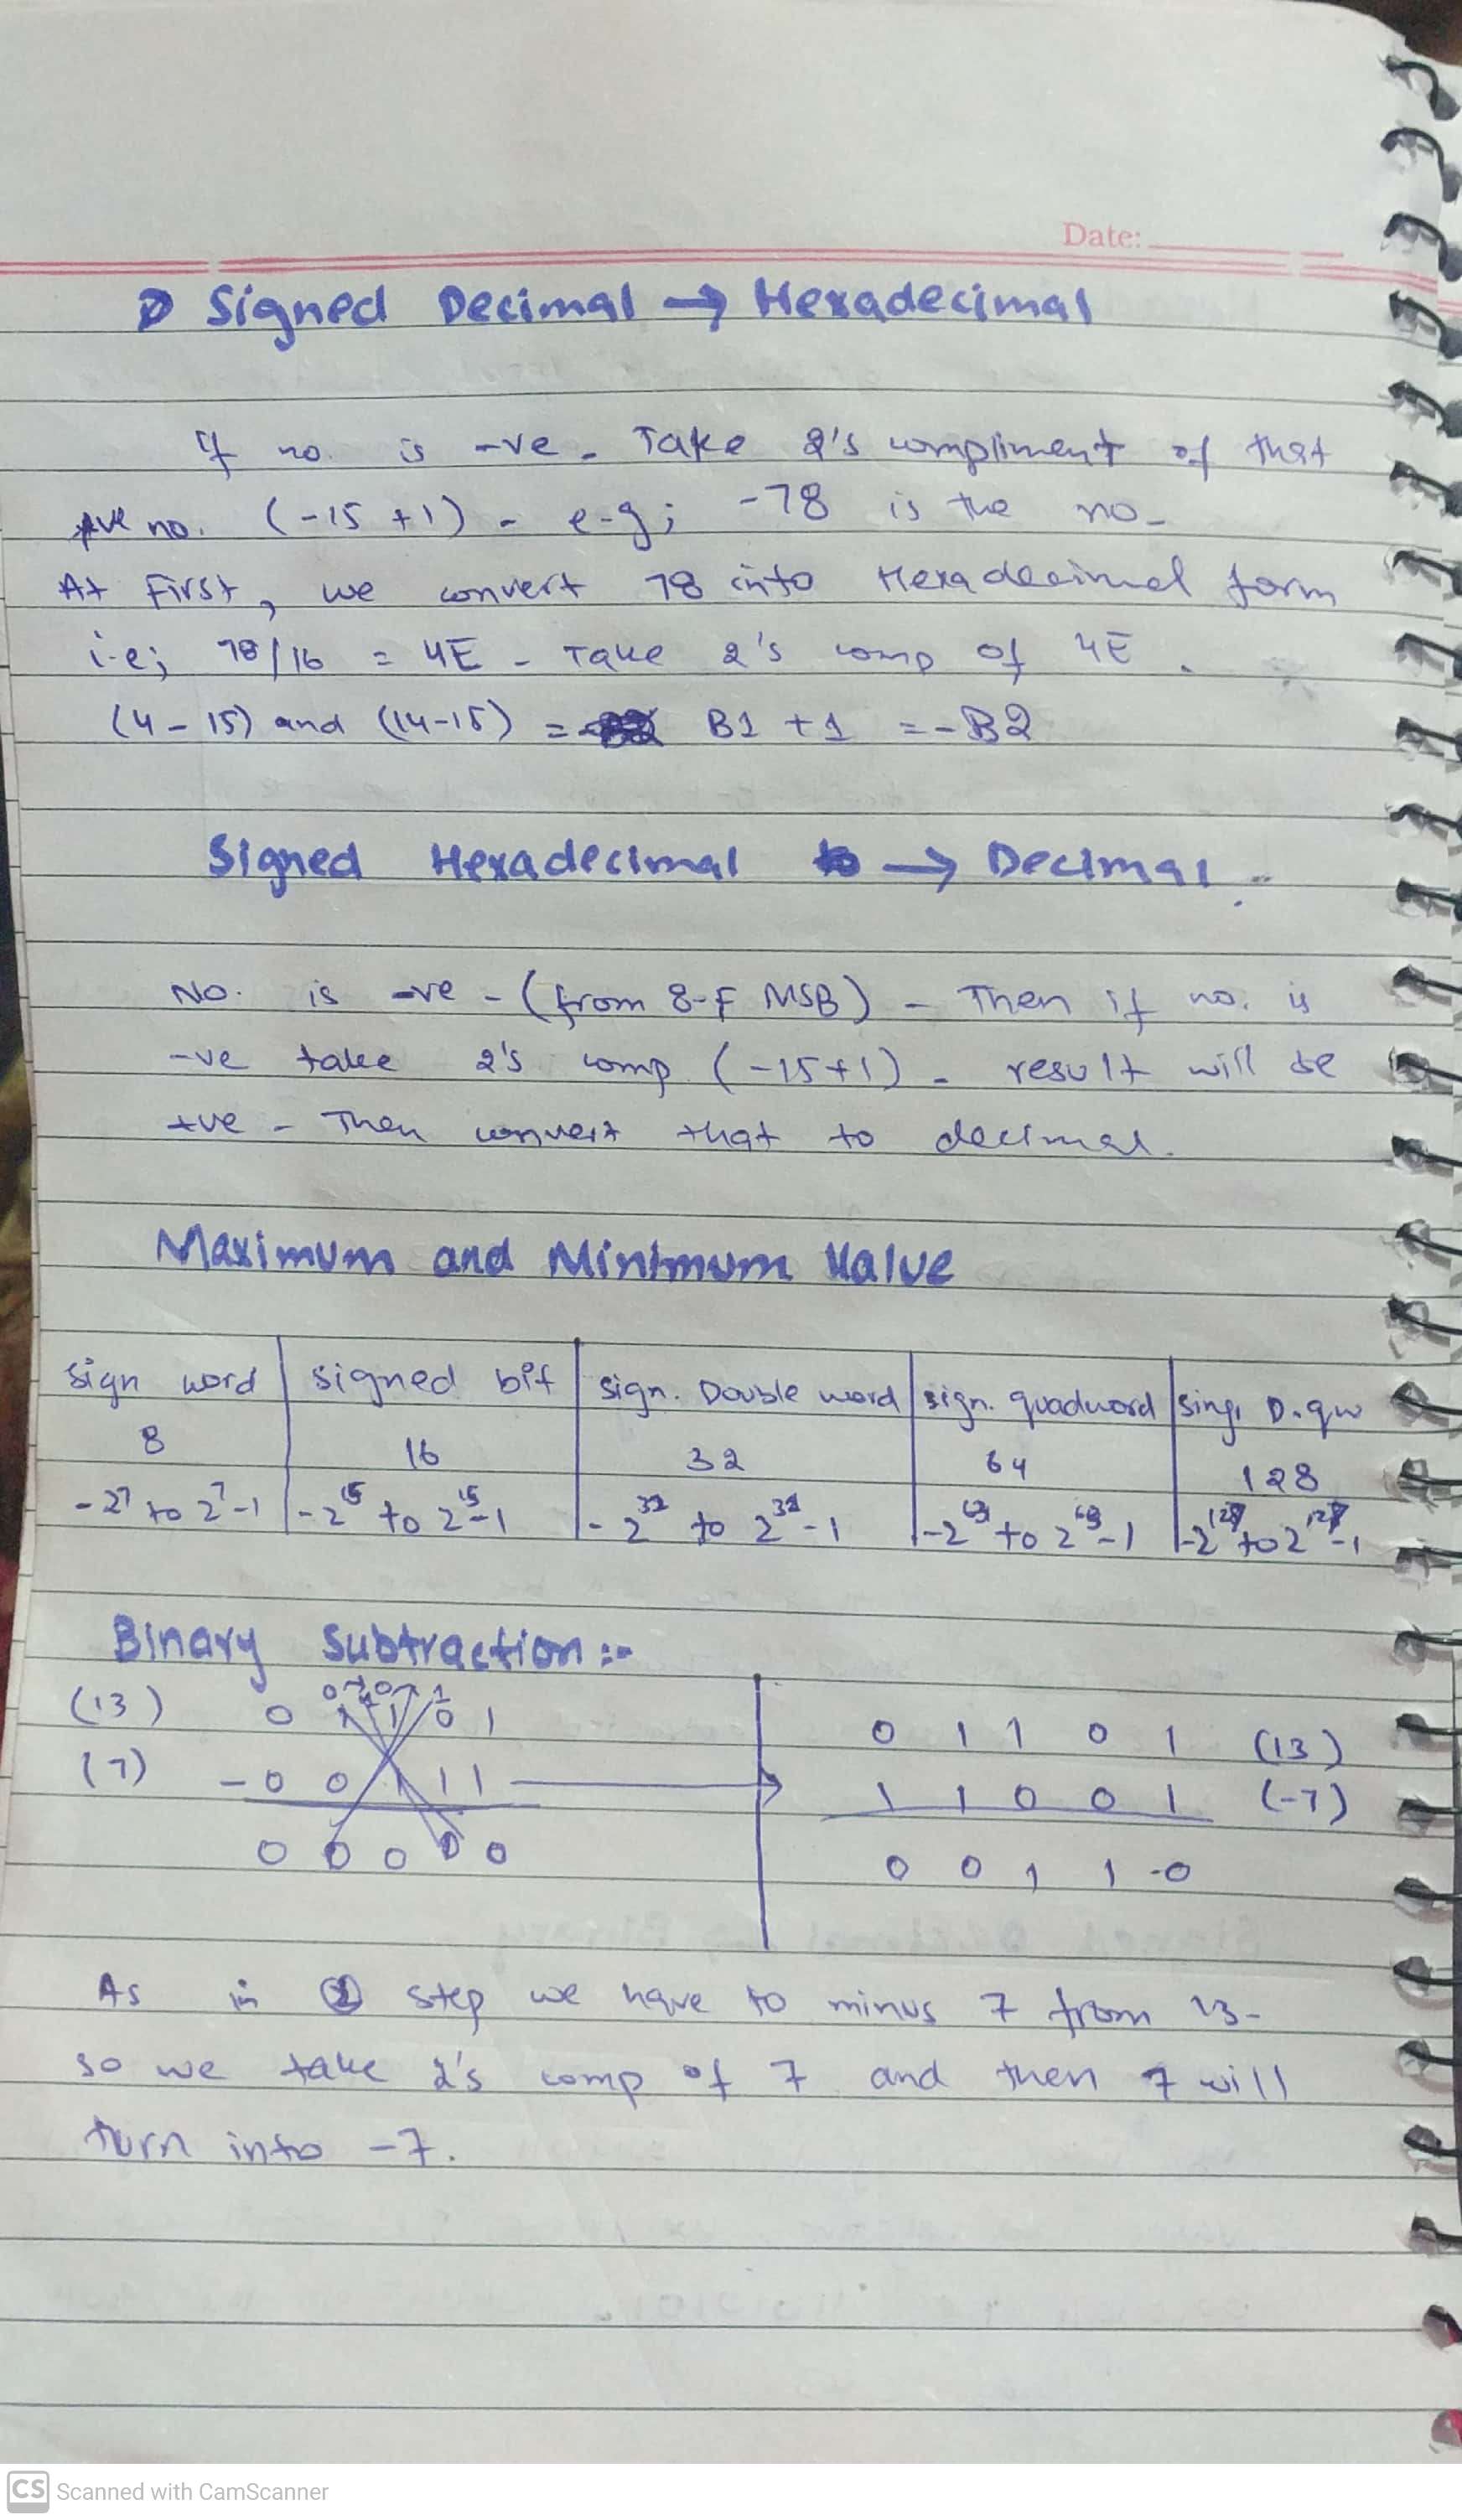 Date:
Signed Decimal → Hexadecimal
If no. is -ve. Take 2's compliment of that
+ve no. (-15 +1). e.g; -78 is the no.
At First, we convert 78 into Hexadecimal form
i.e; 78/16 = 4E. Take 2's comp of 4E.
(4-15) and (14-15) = B1 + 1 = -B2
Signed Hexadecimal → Decimal.
No. is -ve. (from 8-F MSB). Then if no. is
-ve take 2's comp. (-15+1). result will be
+ve. Then convert that to decimal.
Maximum and Minimum Value
Sign word | signed bit | sign. Double word | sign. quadword | sing. D.qw
8 | 16 | 32 | 64 | 128
-2^7 to 2^7-1 | -2^15 to 2^15-1 | -2^31 to 2^31-1 | -2^63 to 2^63-1 | -2^127 to 2^127-1
Binary Subtraction :-
(13) 0 1 1 0 1 | 0 1 1 0 1 (13)
(7) -0 0 1 1 1 → 1 1 0 0 1 (-7)
0 0 0 0 0 | 0 0 1 1 0
As in step we have to minus 7 from 13.
so we take 2's comp of 7 and then 7 will
turn into -7.
CS Scanned with CamScanner